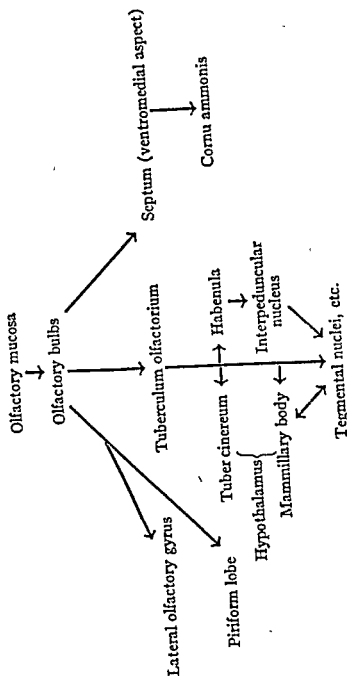 Olfactory mucosa
Olfactory bulbs
Septum (ventromedial aspect)
Lateral olfactory gyrus
Tuberculum olfactorium
Cornu ammonis
Piriform lobe
Tuber cinereum
Habenula
Hypothalamus
Mammillary body
Interpeduncular
nucleus
Tegmental nuclei, etc.